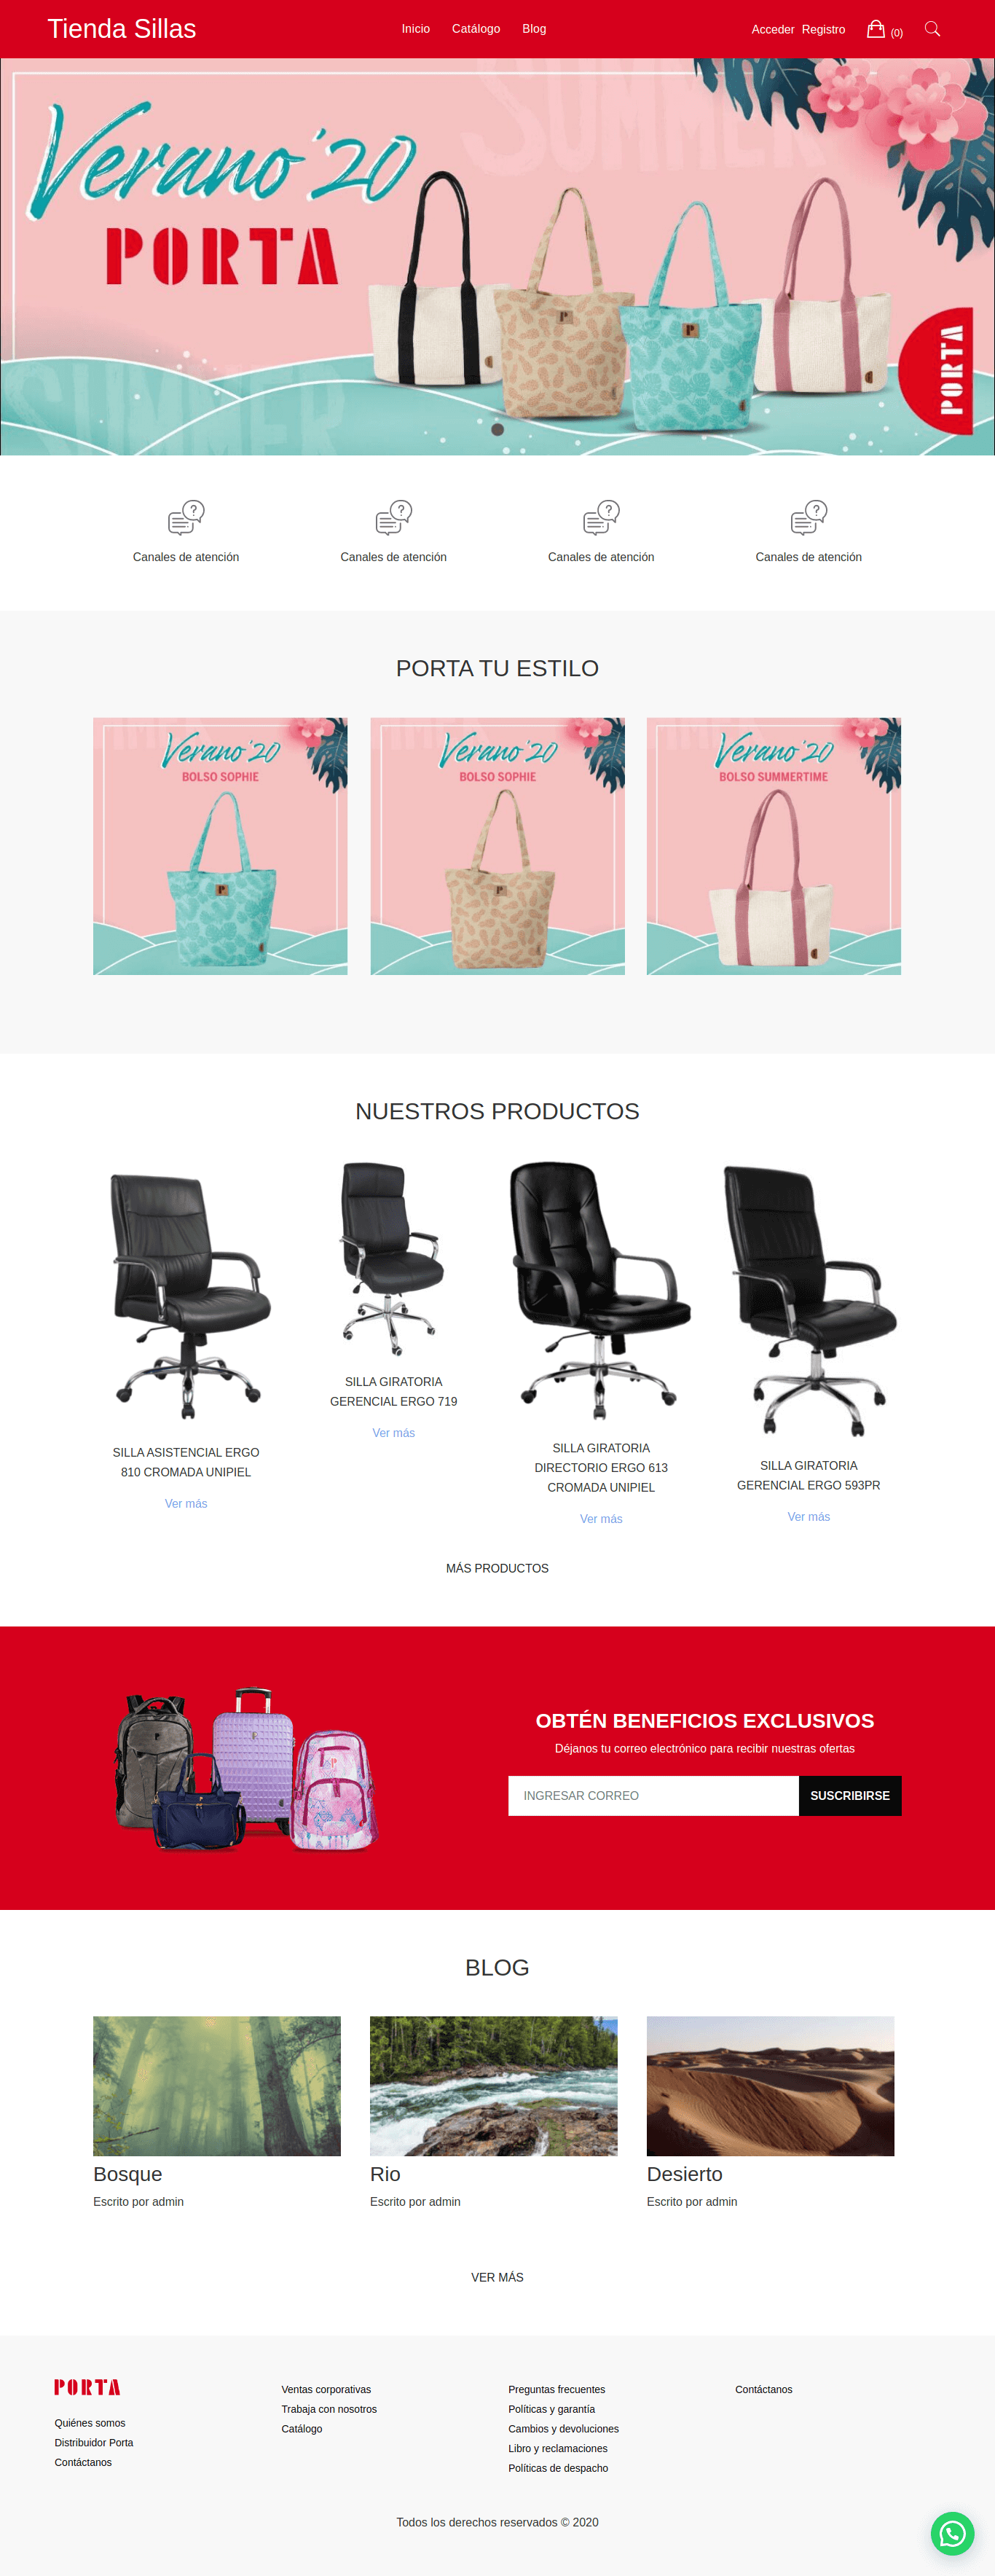 Tienda Sillas
Inicio Catálogo Blog
Acceder Registro (0)
SUMMER
Verano'20
PORTA
P
P
PORTA
SUMMER
Canales de atención
Canales de atención
Canales de atención
Canales de atención
PORTA TU ESTILO
Verano'20
BOLSO SOPHIE
P
Verano'20
BOLSO SOPHIE
P
Verano'20
BOLSO SUMMERTIME
NUESTROS PRODUCTOS
SILLA ASISTENCIAL ERGO
810 CROMADA UNIPIEL
Ver más
SILLA GIRATORIA
GERENCIAL ERGO 719
Ver más
SILLA GIRATORIA
DIRECTORIO ERGO 613
CROMADA UNIPIEL
Ver más
SILLA GIRATORIA
GERENCIAL ERGO 593PR
Ver más
MÁS PRODUCTOS
OBTÉN BENEFICIOS EXCLUSIVOS
Déjanos tu correo electrónico para recibir nuestras ofertas
INGRESAR CORREO
SUSCRIBIRSE
BLOG
Bosque
Escrito por admin
Rio
Escrito por admin
Desierto
Escrito por admin
VER MÁS
PORTA
Quiénes somos
Distribuidor Porta
Contáctanos
Ventas corporativas
Trabaja con nosotros
Catálogo
Preguntas frecuentes
Políticas y garantía
Cambios y devoluciones
Libro y reclamaciones
Políticas de despacho
Contáctanos
Todos los derechos reservados © 2020